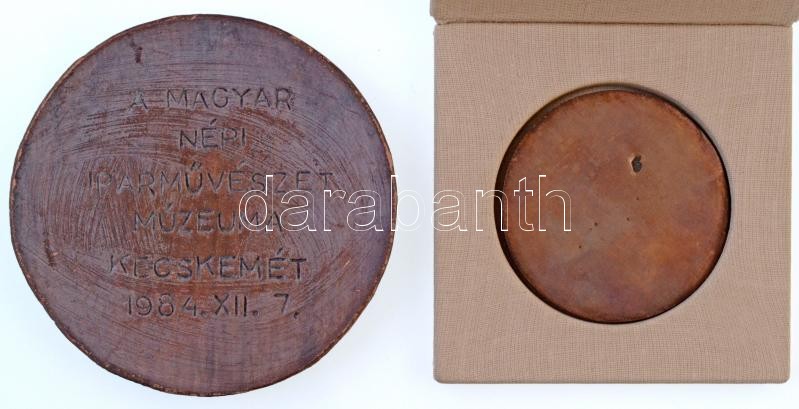 A MAGYAR
NÉPI
IPARMŰVÉSZET
MÚZEUMA
KECSKEMÉT
1984. XII. 7.
darabanth